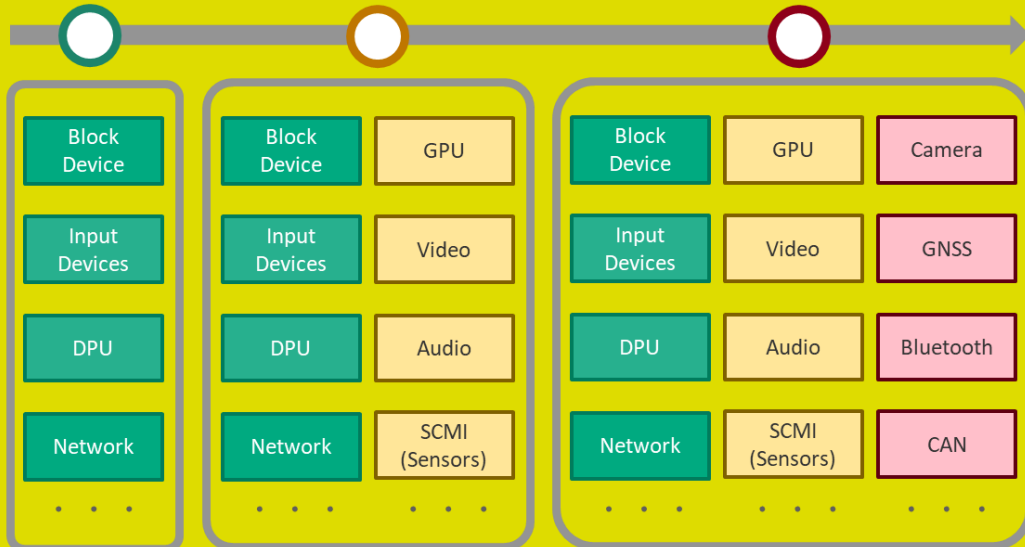 Block
Device
Input
Devices
DPU
Network
. . .
Block
Device
GPU
Input
Devices
Video
DPU
Audio
Network
SCMI
(Sensors)
. . .
. . .
Block
Device
GPU
Camera
Input
Devices
Video
GNSS
DPU
Audio
Bluetooth
Network
SCMI
(Sensors)
CAN
. . .
. . .
. . .